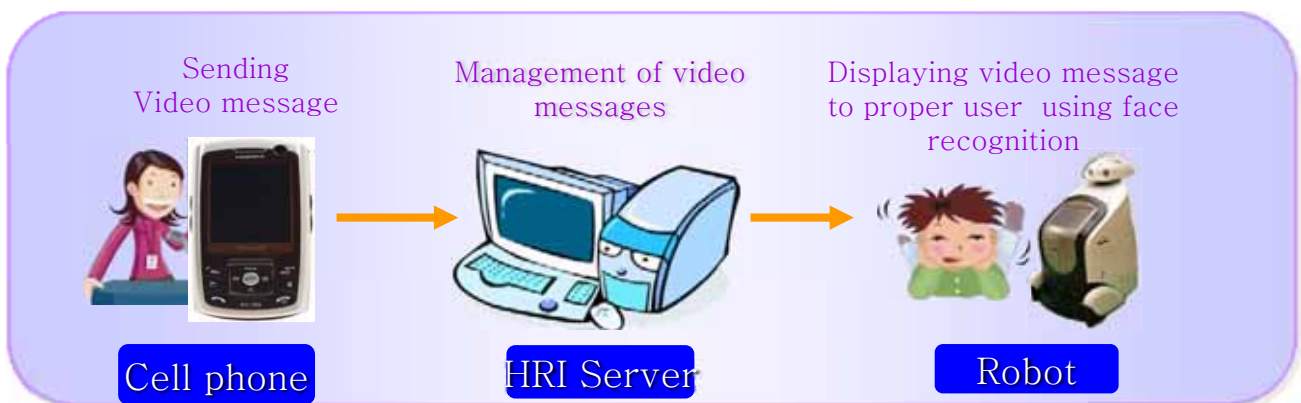 Sending
Video message
Management of video
messages
Displaying video message
to proper user using face
recognition
Cell phone
HRI Server
Robot